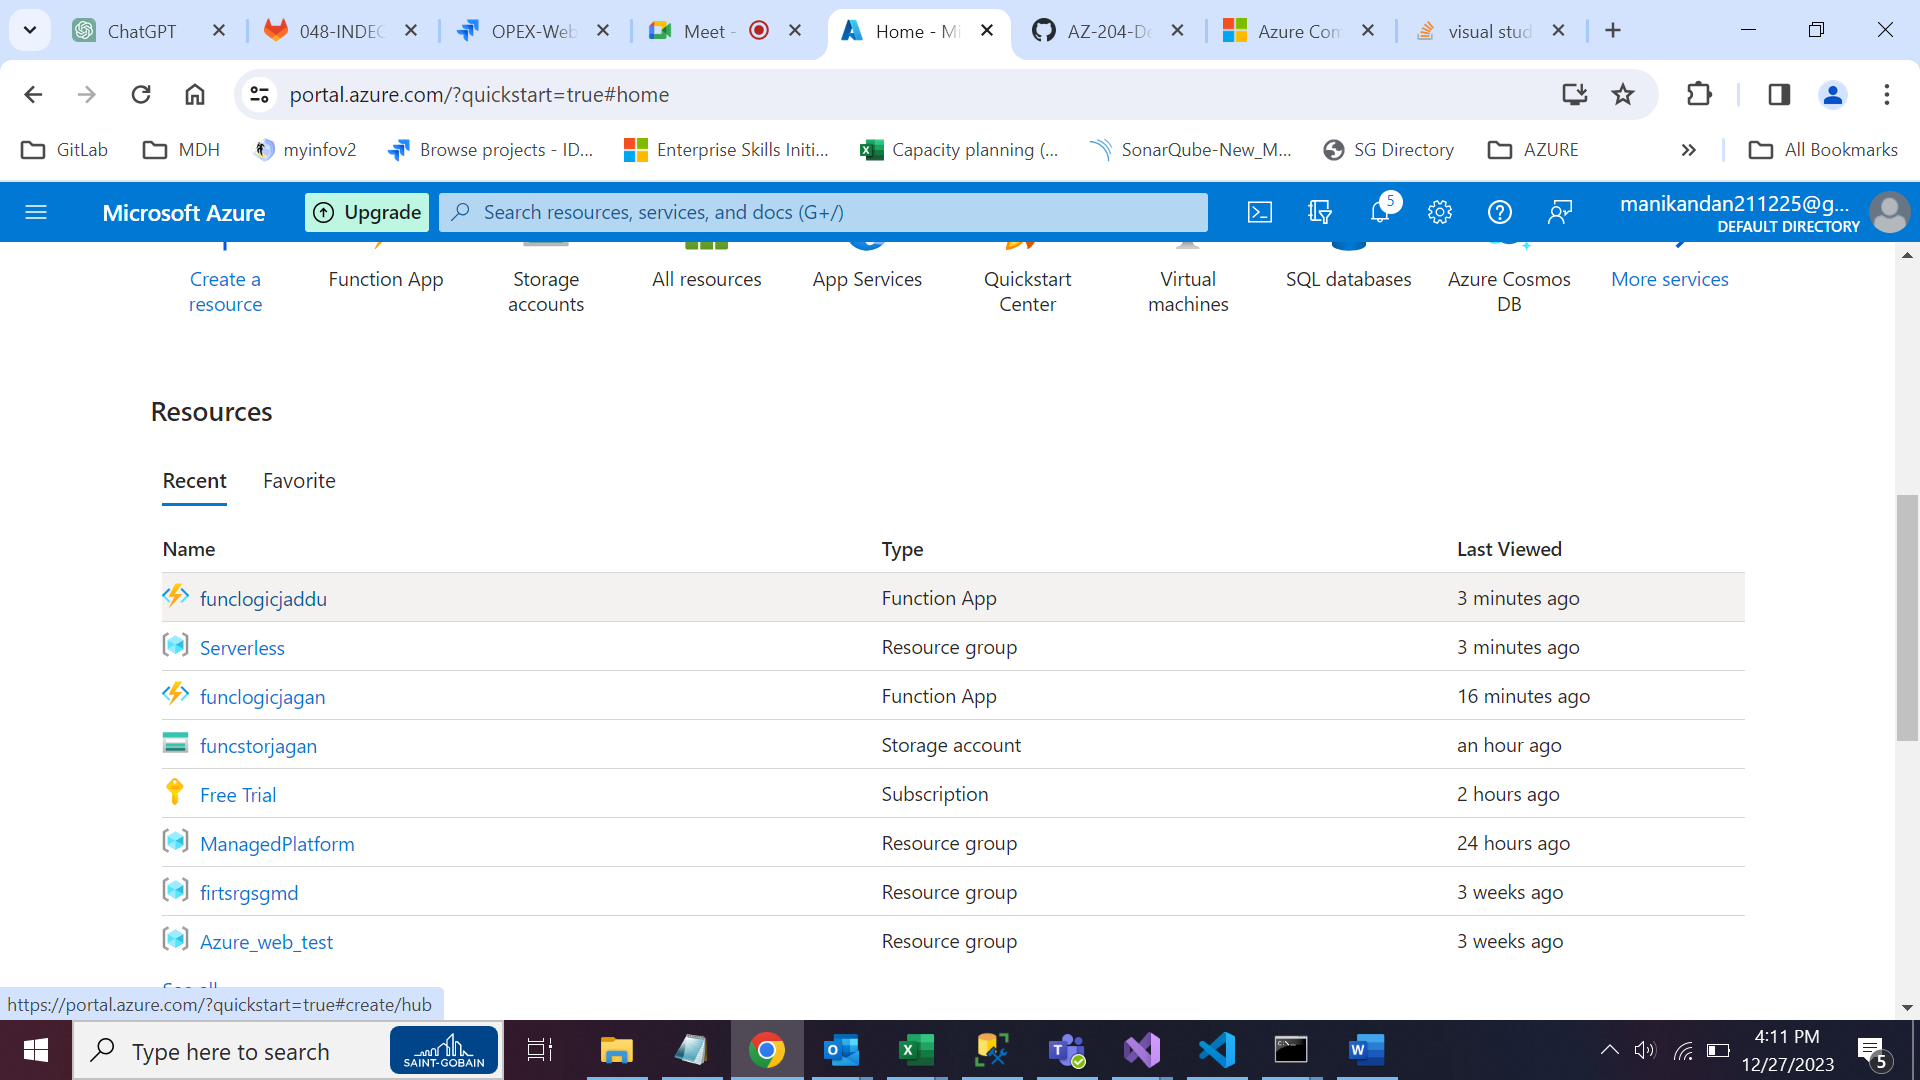 ChatGPT
048-INDEC
OPEX-Web
Meet -
Home - Mi
AZ-204-De
Azure Con
visual stud
portal.azure.com/?quickstart=true#home
GitLab
MDH
myinfov2
Browse projects - ID...
Enterprise Skills Initi...
Capacity planning (...
SonarQube-New_M...
SG Directory
AZURE
All Bookmarks
Microsoft Azure
Upgrade
Search resources, services, and docs (G+/)
5
manikandan211225@g...
DEFAULT DIRECTORY
Create a
resource
Function App
Storage
accounts
All resources
App Services
Quickstart
Center
Virtual
machines
SQL databases
Azure Cosmos
DB
More services
Resources
Recent Favorite
Name Type Last Viewed
funclogicjaddu Function App 3 minutes ago
Serverless Resource group 3 minutes ago
funclogicjagan Function App 16 minutes ago
funcstorjagan Storage account an hour ago
Free Trial Subscription 2 hours ago
ManagedPlatform Resource group 24 hours ago
firtsrgsgmd Resource group 3 weeks ago
Azure_web_test Resource group 3 weeks ago
See all
https://portal.azure.com/?quickstart=true#create/hub
Type here to search
SAINT-GOBAIN
4:11 PM
12/27/2023
5